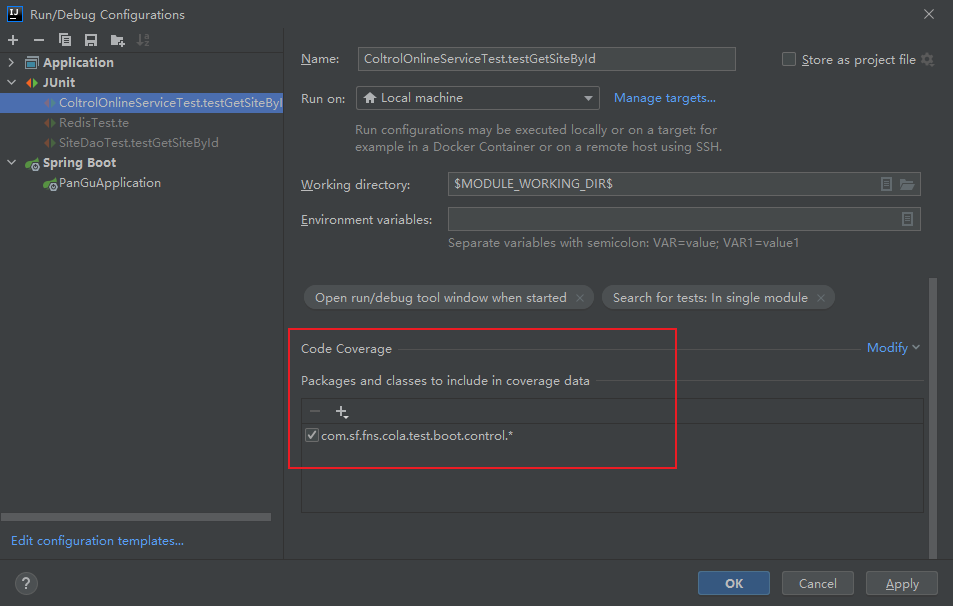 Run/Debug Configurations
Application
JUnit
ColtrolOnlineServiceTest.testGetSiteByI
RedisTest.te
SiteDaoTest.testGetSiteById
Spring Boot
PanGuApplication
Edit configuration templates...
Name:
ColtrolOnlineServiceTest.testGetSiteById
Store as project file
Run on:
Local machine
Manage targets...
Run configurations may be executed locally or on a target: for
example in a Docker Container or on a remote host using SSH.
Working directory:
$MODULE_WORKING_DIR$
Environment variables:
Separate variables with semicolon: VAR=value; VAR1=value1
Open run/debug tool window when started
Search for tests: In single module
Code Coverage
Modify
Packages and classes to include in coverage data
com.sf.fns.cola.test.boot.control.*
?
OK
Cancel
Apply